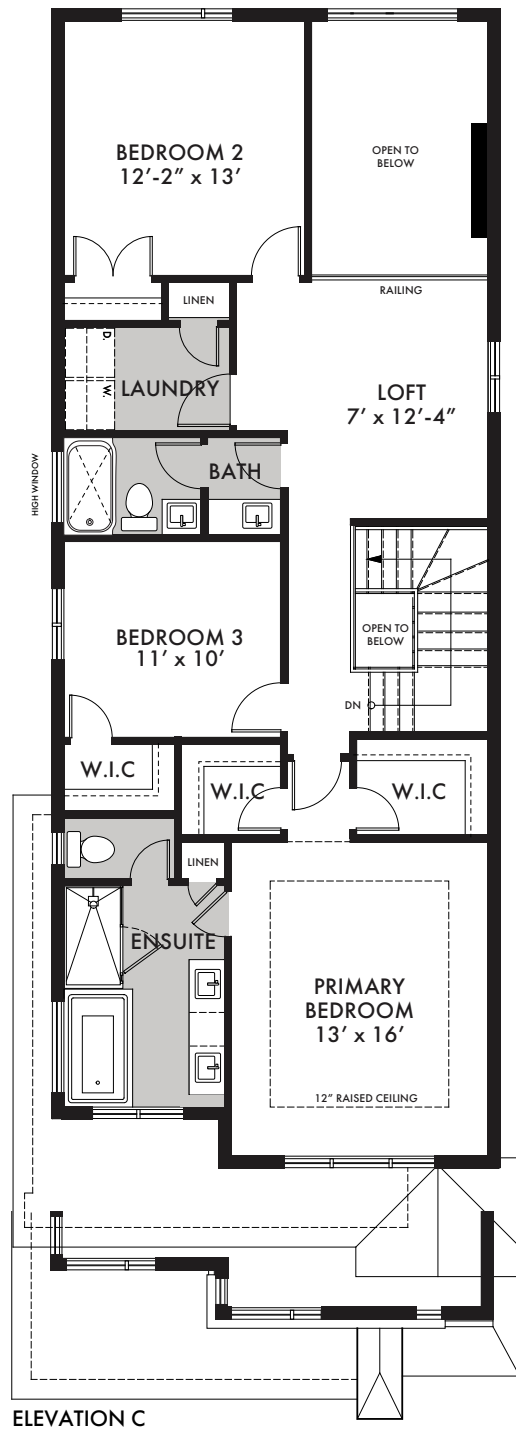 BEDROOM 2
12'-2" x 13'
OPEN TO
BELOW
RAILING
LINEN
D.
W.
LAUNDRY
LOFT
7' x 12'-4"
BATH
HIGH WINDOW
BEDROOM 3
11' x 10'
OPEN TO
BELOW
DN
W.I.C
W.I.C
W.I.C
LINEN
ENSUITE
PRIMARY
BEDROOM
13' x 16'
12" RAISED CEILING
ELEVATION C